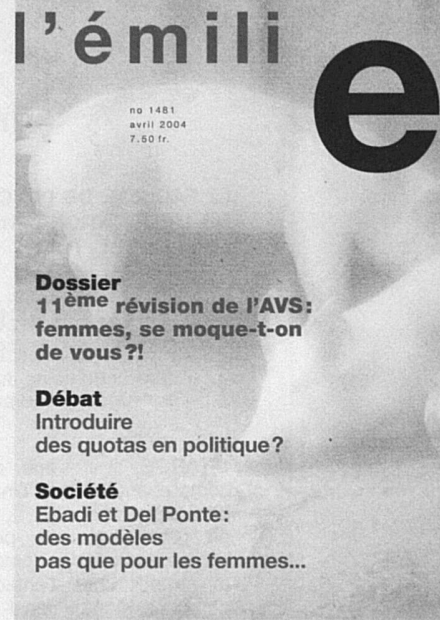 l'émilie
no 1481
avril 2004
7.50 fr.
Dossier
11ème révision de l'AVS:
femmes, se moque-t-on
de vous?!
Débat
Introduire
des quotas en politique?
Société
Ebadi et Del Ponte:
des modèles
pas que pour les femmes...